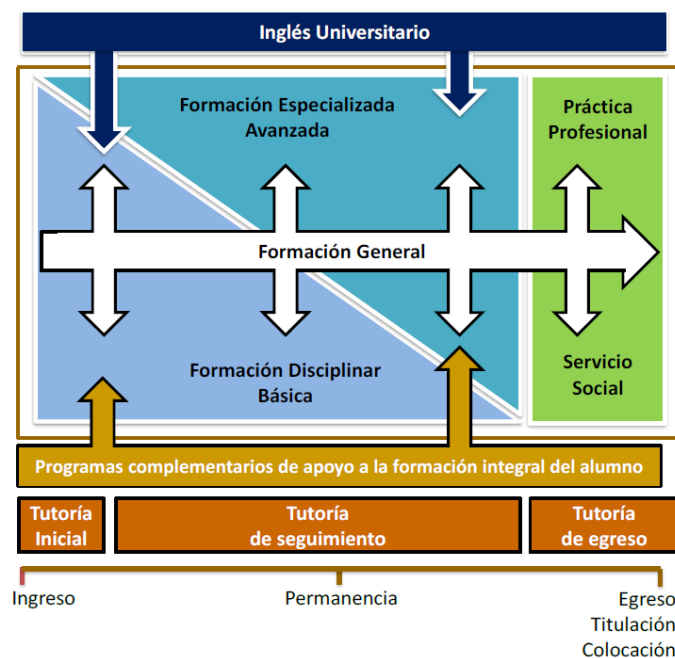 Inglés Universitario
Formación Especializada
Avanzada
Práctica
Profesional
Formación General
Formación Disciplinar
Básica
Servicio
Social
Programas complementarios de apoyo a la formación integral del alumno
Tutoría
Inicial
Tutoría
de seguimiento
Tutoría
de egreso
Ingreso
Permanencia
Egreso
Titulación
Colocación